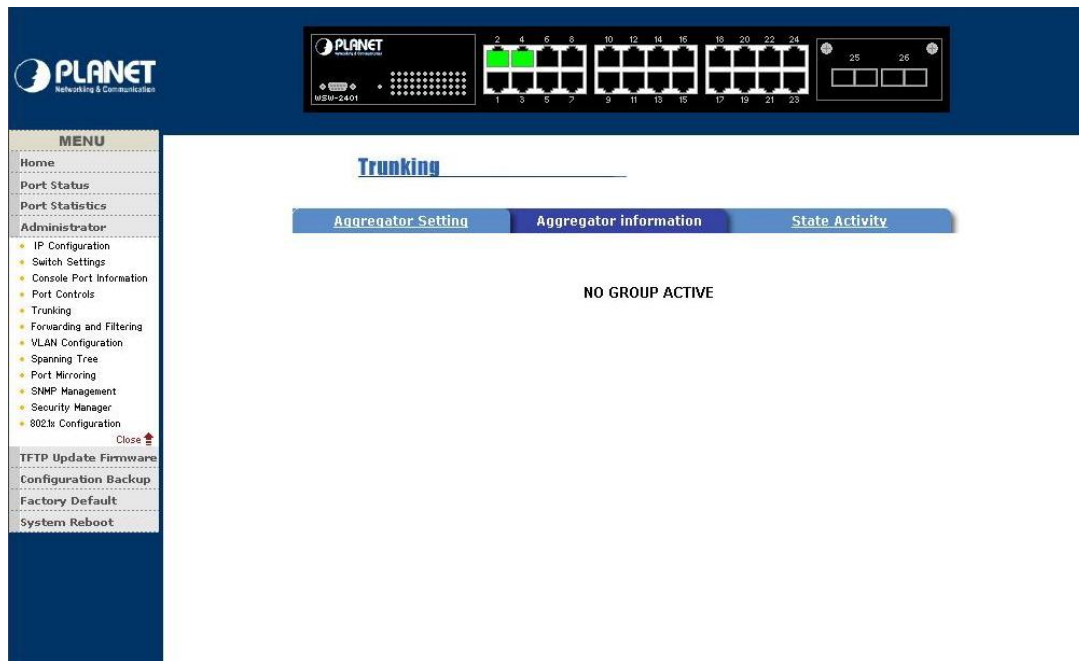 PLANET
Networking & Communication
PLANET
Networking & Communication
WSW-2401
2 4 6 8 10 12 14 16 18 20 22 24
25 26
1 3 5 7 9 11 13 15 17 19 21 23
MENU
Home
Port Status
Port Statistics
Administrator
IP Configuration
Switch Settings
Console Port Information
Port Controls
Trunking
Forwarding and Filtering
VLAN Configuration
Spanning Tree
Port Mirroring
SNMP Management
Security Manager
802.1x Configuration
Close
TFTP Update Firmware
Configuration Backup
Factory Default
System Reboot
Trunking
Aggregator Setting
Aggregator information
State Activity
NO GROUP ACTIVE